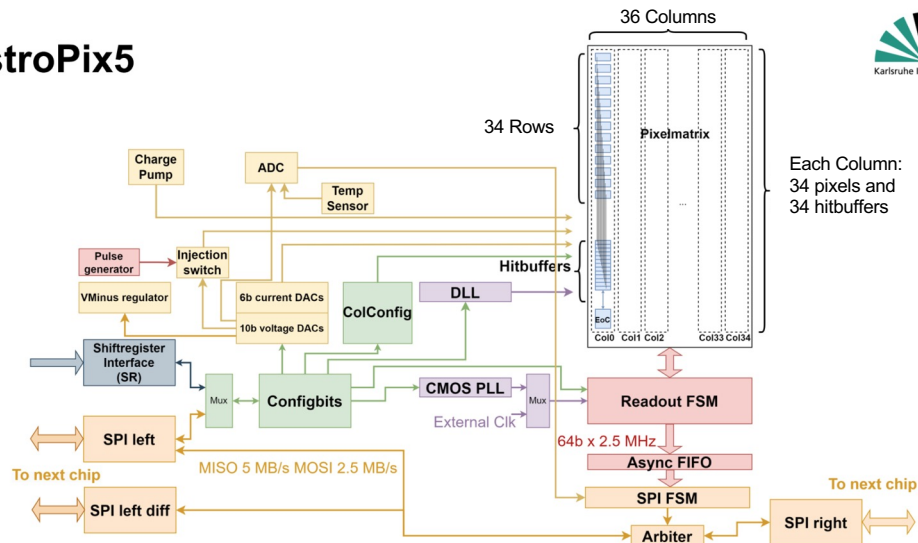 36 Columns
stroPix5
Karlsruhe I
34 Rows
Pixelmatrix
Charge
Pump
ADC
Temp
Sensor
Each Column:
34 pixels and
34 hitbuffers
...
Pulse
generator
Injection
switch
Hitbuffers
VMinus regulator
6b current DACs
10b voltage DACs
ColConfig
DLL
EoC
Col0
Col1
Col2
Col33
Col34
Shiftregister
Interface
(SR)
Mux
Configbits
CMOS PLL
Mux
Readout FSM
External Clk
SPI left
64b x 2.5 MHz
Async FIFO
To next chip
MISO 5 MB/s MOSI 2.5 MB/s
SPI FSM
To next chip
SPI left diff
Arbiter
SPI right